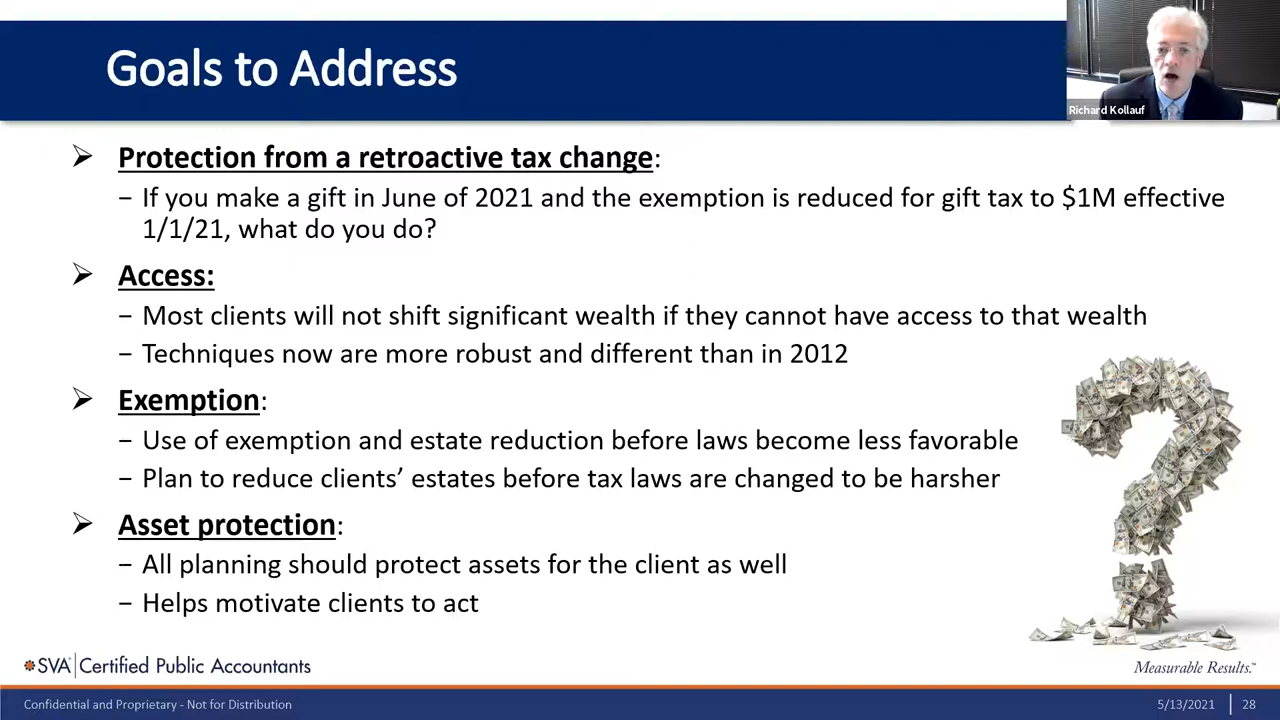 Goals to Address
Richard Kollauf
➢ Protection from a retroactive tax change:
− If you make a gift in June of 2021 and the exemption is reduced for gift tax to $1M effective
1/1/21, what do you do?
➢ Access:
− Most clients will not shift significant wealth if they cannot have access to that wealth
− Techniques now are more robust and different than in 2012
➢ Exemption:
− Use of exemption and estate reduction before laws become less favorable
− Plan to reduce clients’ estates before tax laws are changed to be harsher
➢ Asset protection:
− All planning should protect assets for the client as well
− Helps motivate clients to act
SVA Certified Public Accountants
Measurable Results.℠
Confidential and Proprietary - Not for Distribution
5/13/2021 28